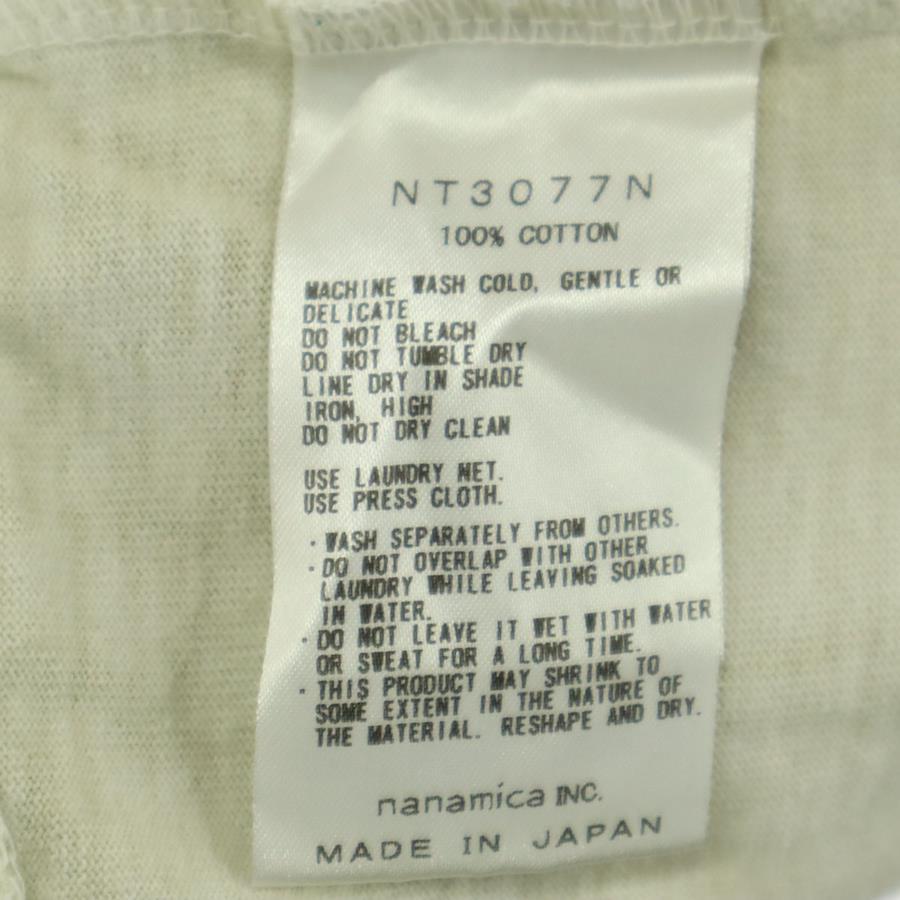 NT3077N
100% COTTON
MACHINE WASH COLD, GENTLE OR
DELICATE
DO NOT BLEACH
DO NOT TUMBLE DRY
LINE DRY IN SHADE
IRON, HIGH
DO NOT DRY CLEAN
USE LAUNDRY NET.
USE PRESS CLOTH.
・WASH SEPARATELY FROM OTHERS.
・DO NOT OVERLAP WITH OTHER
LAUNDRY WHILE LEAVING SOAKED
IN WATER.
・DO NOT LEAVE IT WET WITH WATER
OR SWEAT FOR A LONG TIME.
・THIS PRODUCT MAY SHRINK TO
SOME EXTENT IN THE NATURE OF
THE MATERIAL. RESHAPE AND DRY.
nanamica INC.
MADE IN JAPAN